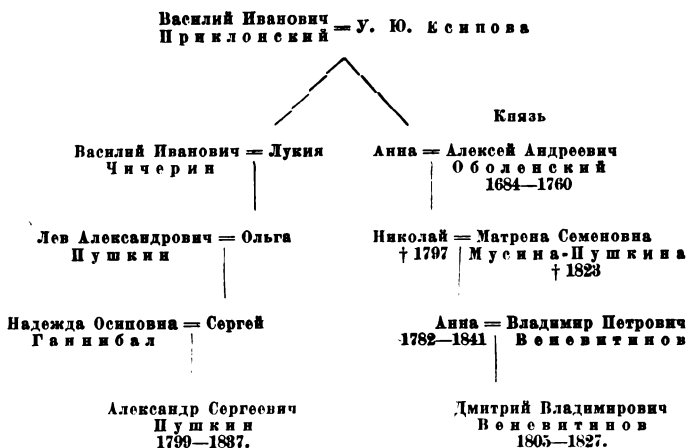 Василий Иванович
Приклонский = У. Ю. Есипова
Князь
Василий Иванович = Лукия Анна = Алексей Андреевич
Чичерин Оболенский
1684—1760
Лев Александрович = Ольга Николай = Матрена Семеновна
Пушкин † 1797 Мусина-Пушкина
† 1823
Надежда Осиповна = Сергей Анна = Владимир Петрович
Ганнибал 1782—1841 Веневитинов
Александр Сергеевич Дмитрий Владимирович
Пушкин Веневитинов
1799—1837. 1805—1827.